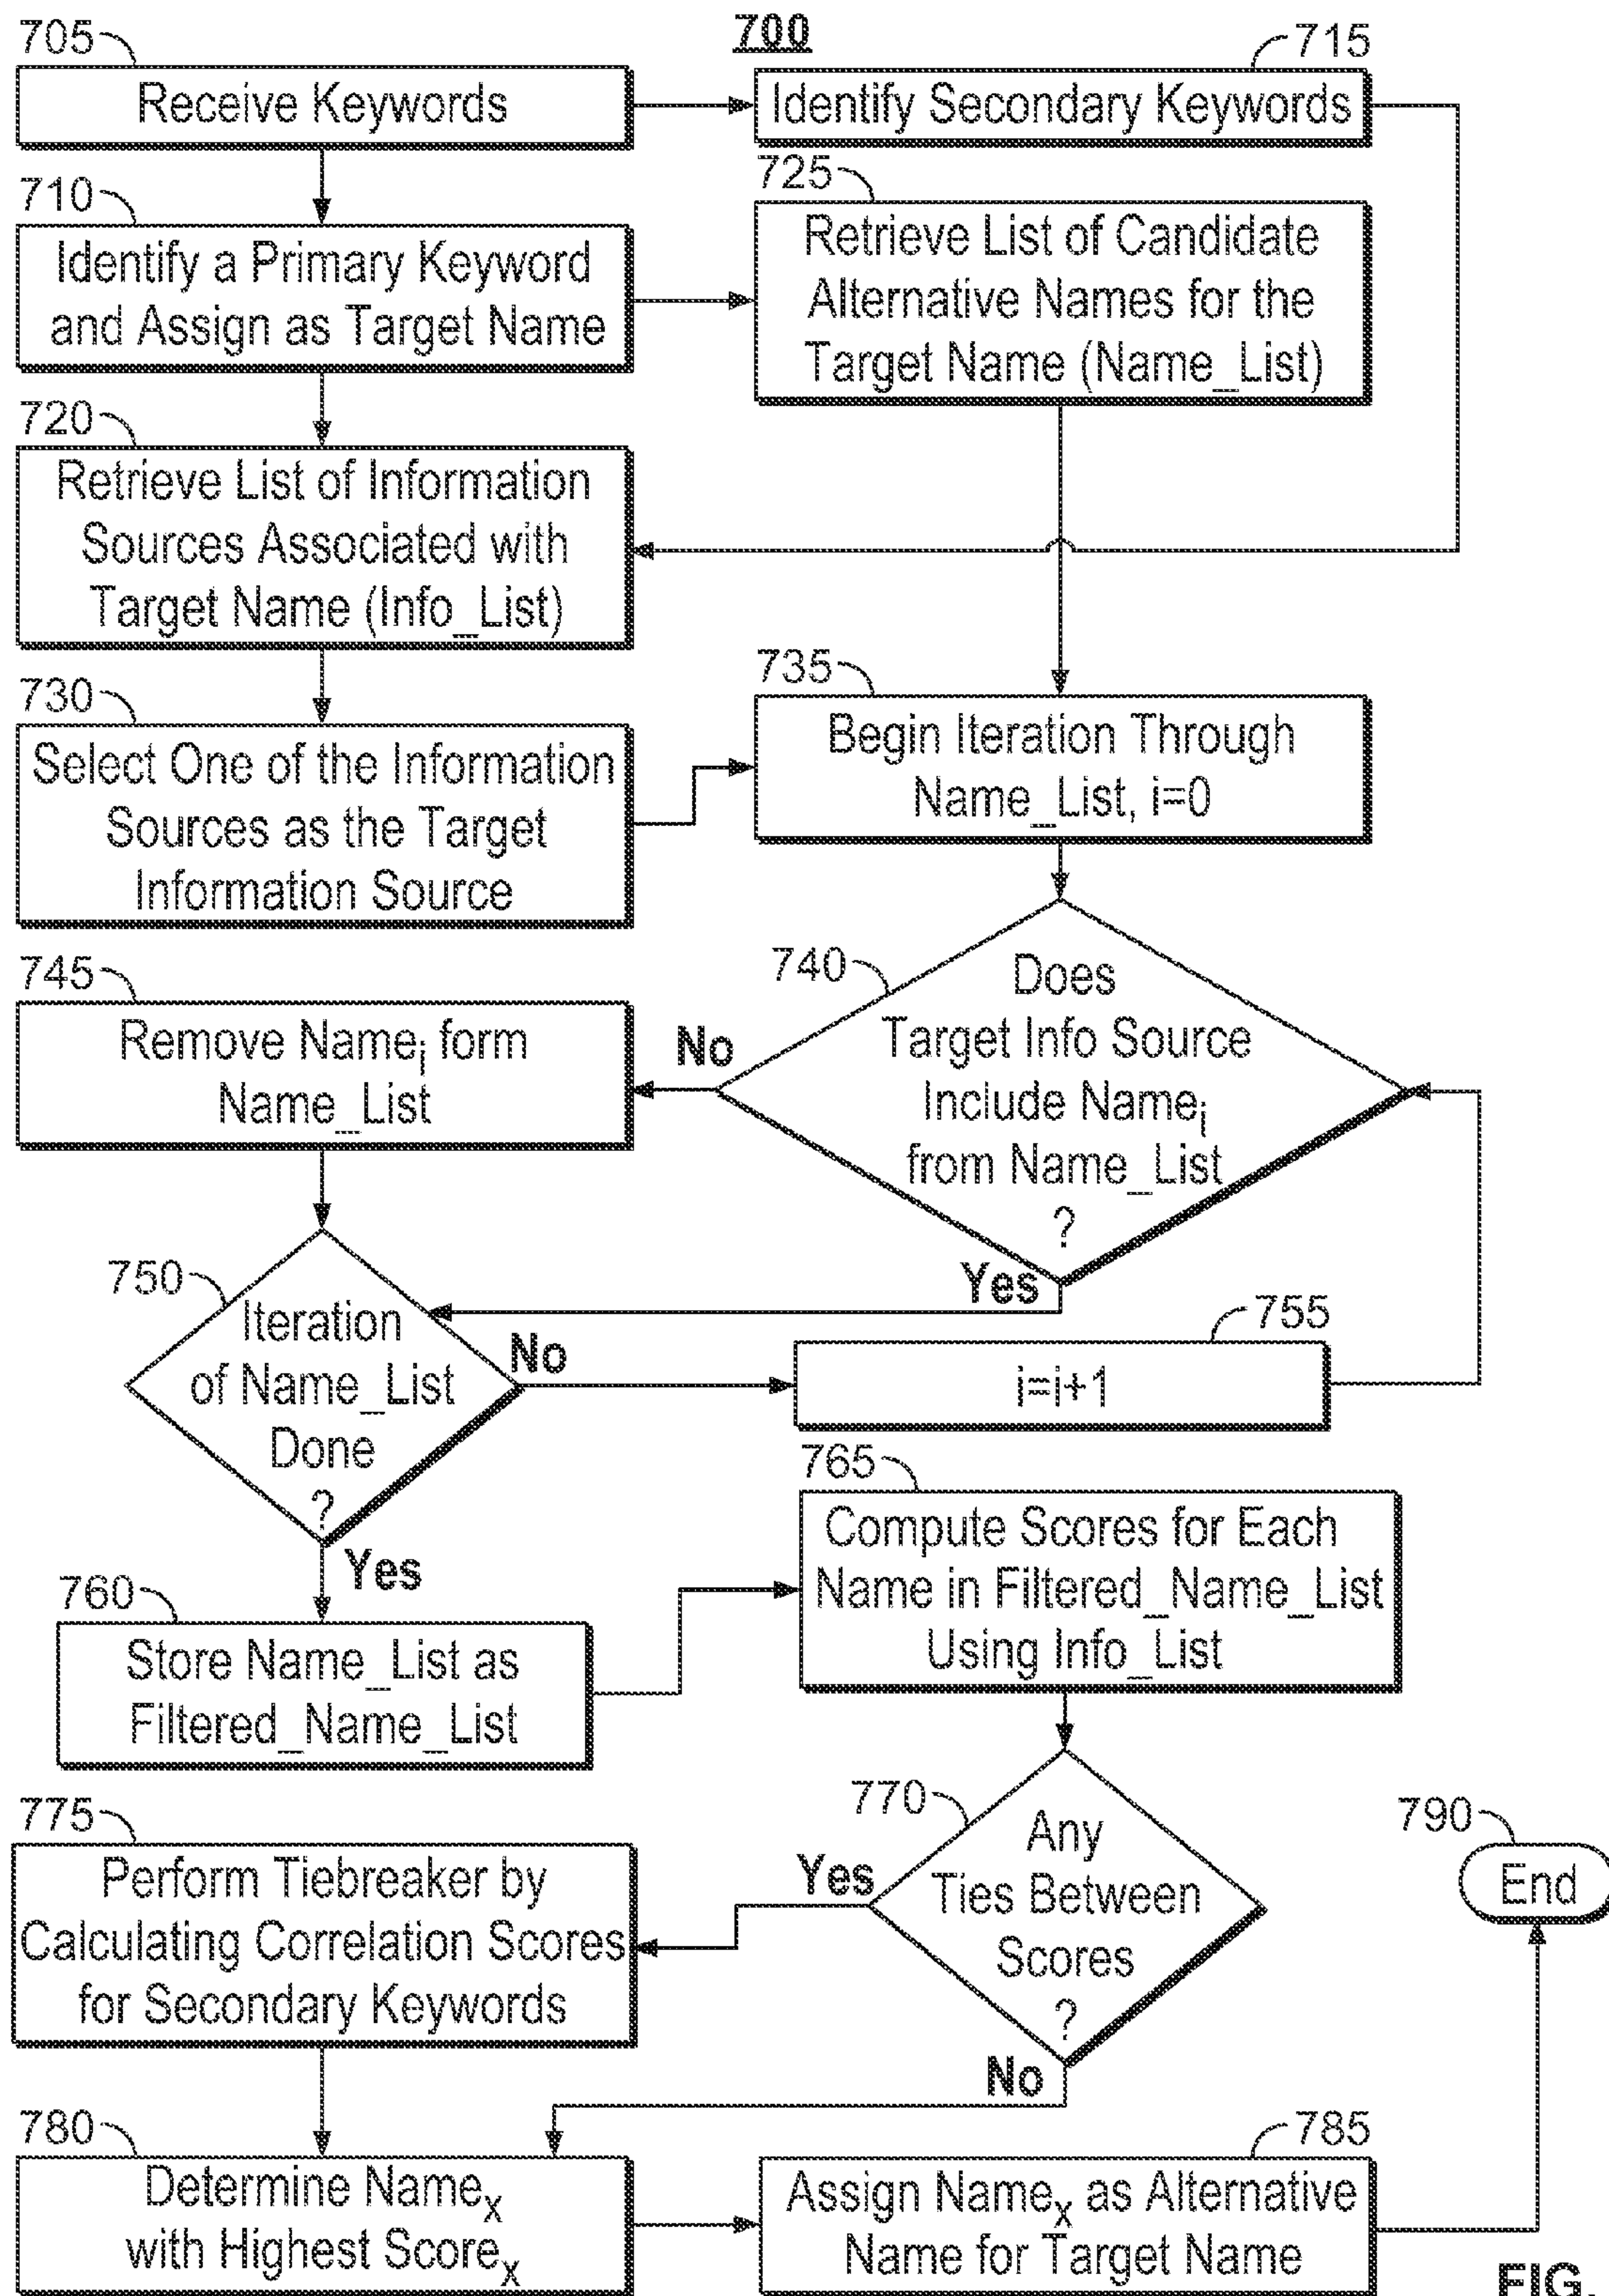 700
705
Receive Keywords
715
Identify Secondary Keywords
710
Identify a Primary Keyword
and Assign as Target Name
725
Retrieve List of Candidate
Alternative Names for the
Target Name (Name_List)
720
Retrieve List of Information
Sources Associated with
Target Name (Info_List)
730
Select One of the Information
Sources as the Target
Information Source
735
Begin Iteration Through
Name_List, i=0
740
Does
Target Info Source
Include Nameᵢ
from Name_List
?
No
Yes
745
Remove Nameᵢ form
Name_List
750
Iteration
of Name_List
Done
?
No
Yes
755
i=i+1
760
Store Name_List as
Filtered_Name_List
765
Compute Scores for Each
Name in Filtered_Name_List
Using Info_List
770
Any
Ties Between
Scores
?
Yes
No
775
Perform Tiebreaker by
Calculating Correlation Scores
for Secondary Keywords
780
Determine Nameₓ
with Highest Scoreₓ
785
Assign Nameₓ as Alternative
Name for Target Name
790
End
FIG.